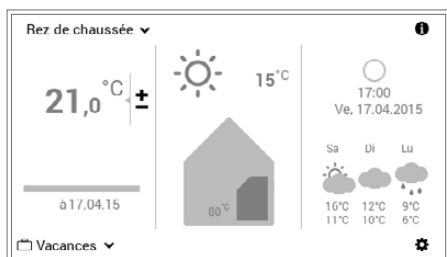 Rez de chaussée
21,0 °C ±
à 17.04.15
Vacances
15 °C
80 °C
17:00
Ve, 17.04.2015
Sa Di Lu
16°C 12°C 9°C
11°C 10°C 6°C